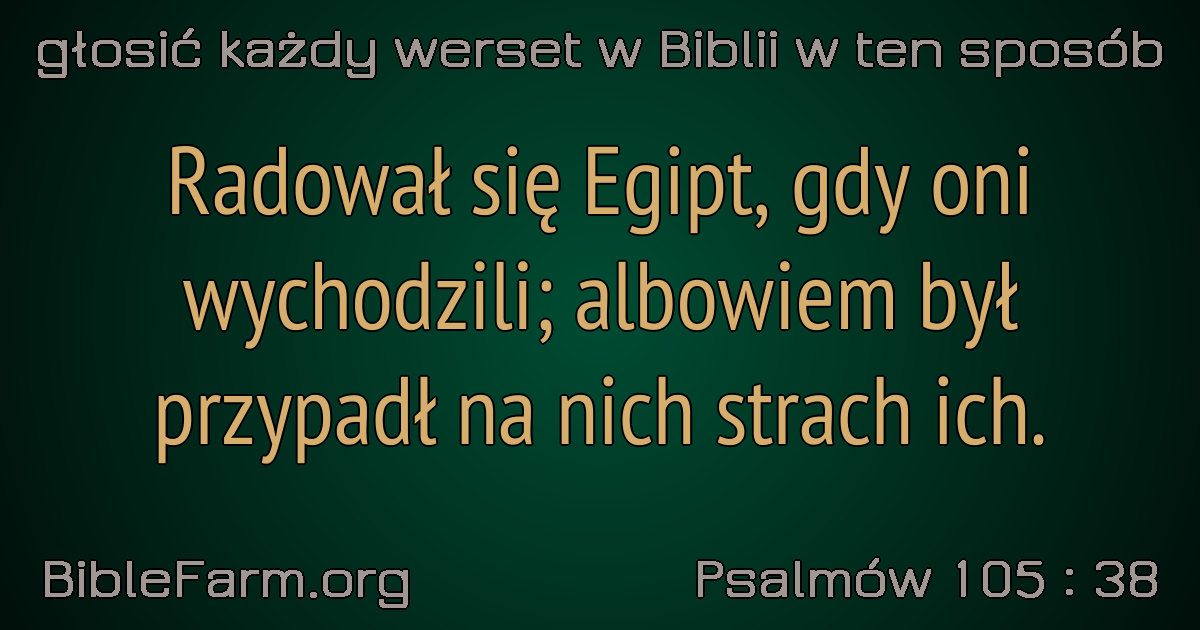 głosić każdy werset w Biblii w ten sposób
Radował się Egipt, gdy oni
wychodzili; albowiem był
przypadł na nich strach ich.
BibleFarm.org
Psalmów 105 : 38